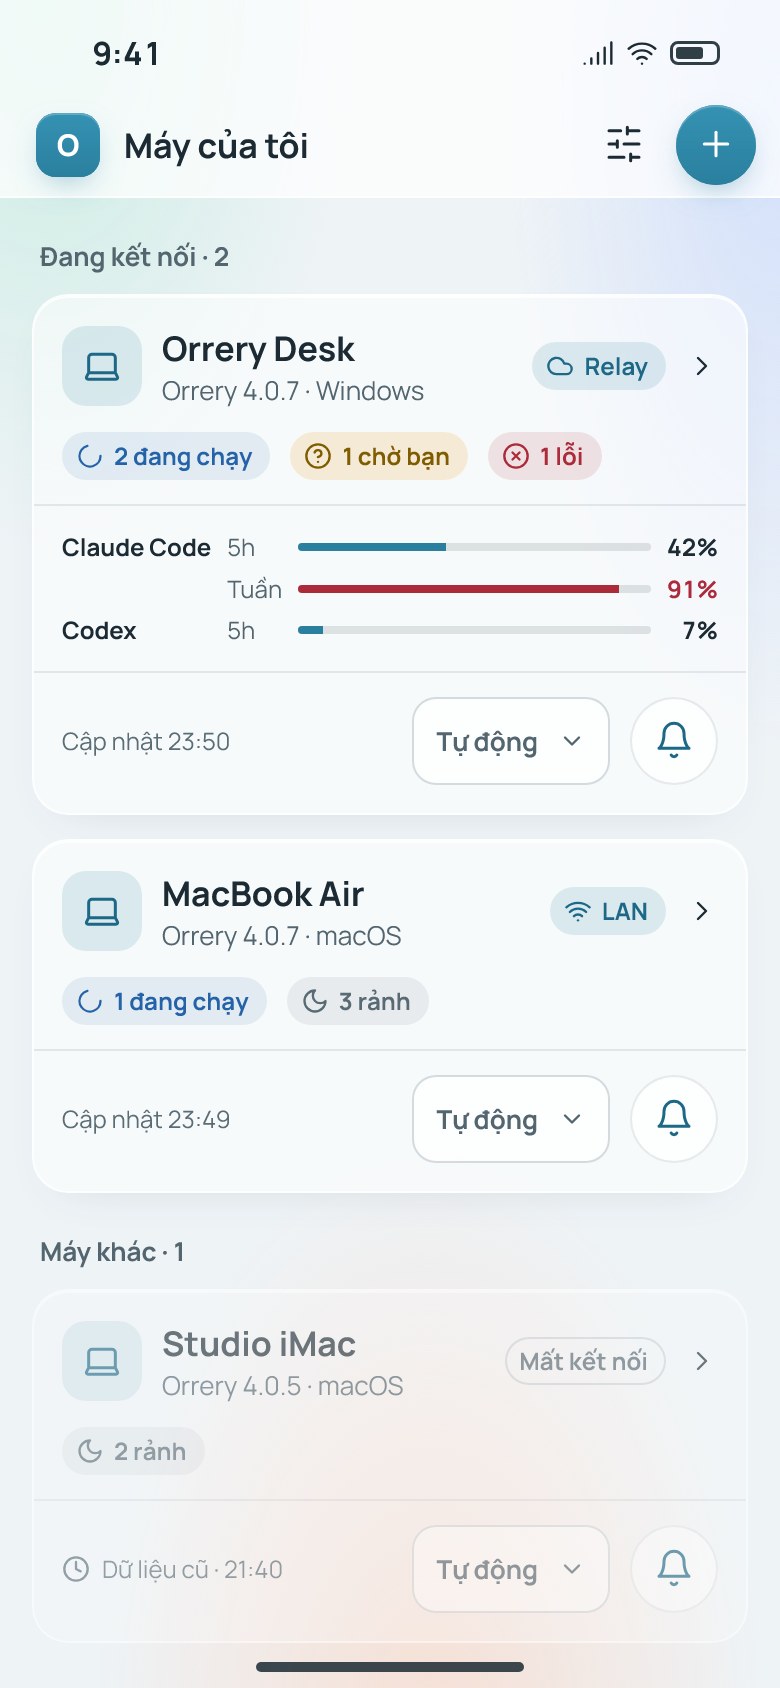 9:41
O Máy của tôi
Đang kết nối · 2
Orrery Desk
Orrery 4.0.7 · Windows
Relay
2 đang chạy
1 chờ bạn
1 lỗi
Claude Code 5h 42%
Tuần 91%
Codex 5h 7%
Cập nhật 23:50
Tự động
MacBook Air
Orrery 4.0.7 · macOS
LAN
1 đang chạy
3 rảnh
Cập nhật 23:49
Tự động
Máy khác · 1
Studio iMac
Orrery 4.0.5 · macOS
Mất kết nối
2 rảnh
Dữ liệu cũ · 21:40
Tự động